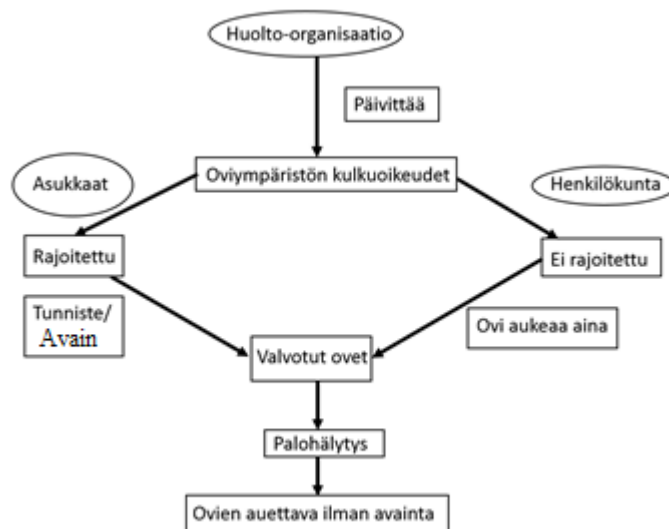 Huolto-organisaatio
Päivittää
Asukkaat
Oviympäristön kulkuoikeudet
Henkilökunta
Rajoitettu
Ei rajoitettu
Tunniste/
Avain
Ovi aukeaa aina
Valvotut ovet
Palohälytys
Ovien auettava ilman avainta